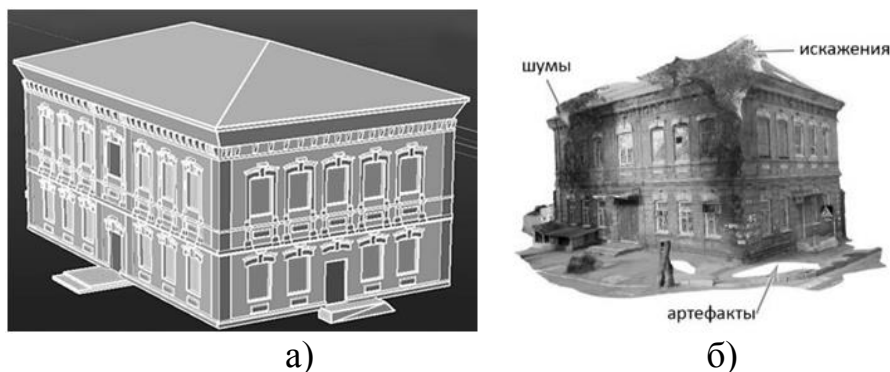 искажения
шумы
артефакты
а)
б)